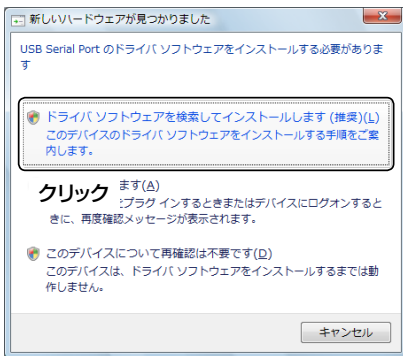 新しいハードウェアが見つかりました
USB Serial Port のドライバ ソフトウェアをインストールする必要がありま
す
ドライバ ソフトウェアを検索してインストールします (推奨)(L)
このデバイスのドライバ ソフトウェアをインストールする手順をご案
内します。
クリック
ます(A)
プラグ インするときまたはデバイスにログオンすると
きに、再度確認メッセージが表示されます。
このデバイスについて再確認は不要です(D)
このデバイスは、ドライバ ソフトウェアをインストールするまでは動
作しません。
キャンセル